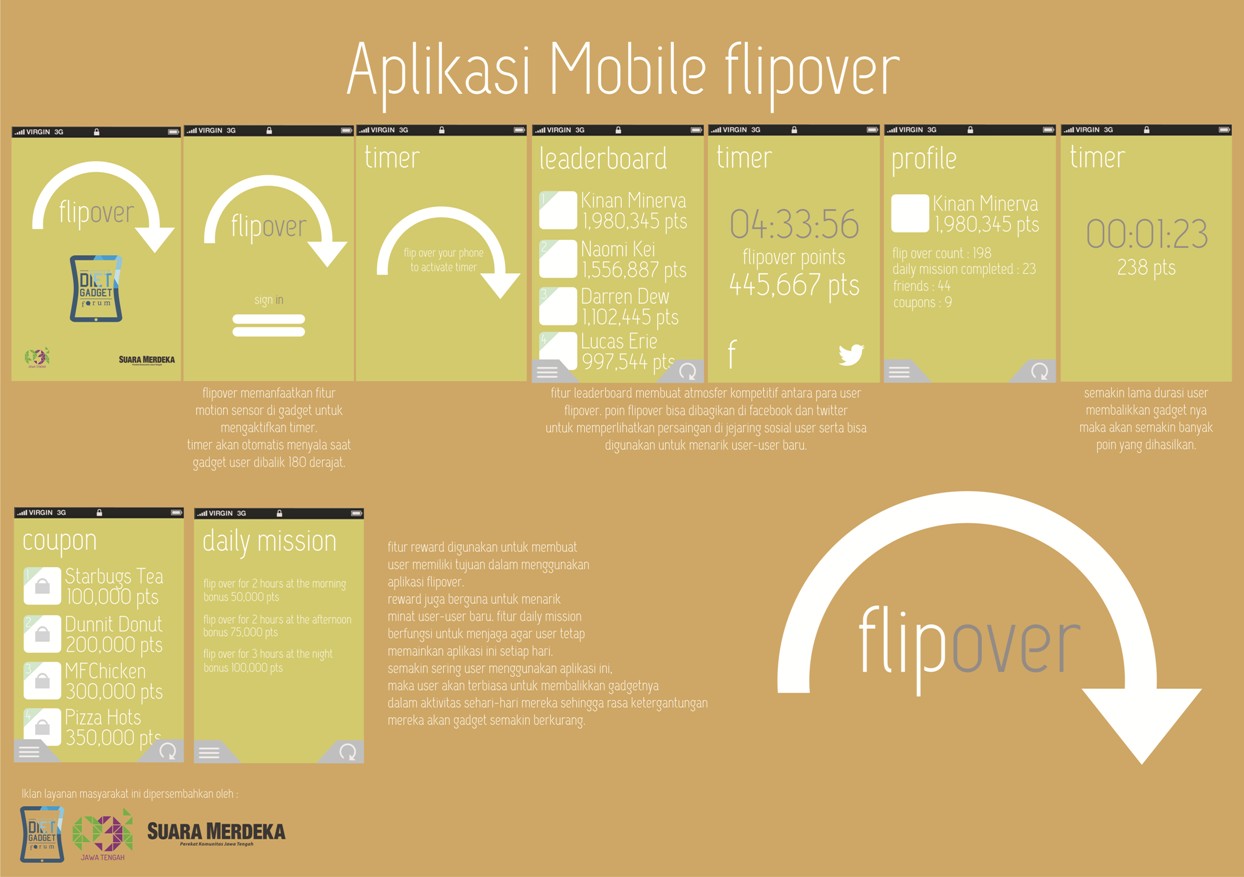 Aplikasi Mobile flipover
VIRGIN 3G
flipover
DIET
GADGET
forum
JAWA TENGAH
SUARA MERDEKA
VIRGIN 3G
flipover
sign in
flipover memanfaatkan fitur
motion sensor di gadget untuk
mengaktifkan timer.
timer akan otomatis menyala saat
gadget user dibalik 180 derajat.
VIRGIN 3G
timer
flip over your phone
to activate timer
VIRGIN 3G
leaderboard
1
Kinan Minerva
1,980,345 pts
2
Naomi Kei
1,556,887 pts
3
Darren Dew
1,102,445 pts
4
Lucas Erie
997,544 pts
VIRGIN 3G
timer
04:33:56
flipover points
445,667 pts
f
VIRGIN 3G
profile
Kinan Minerva
1,980,345 pts
flip over count : 198
daily mission completed : 23
friends : 44
coupons : 9
fitur leaderboard membuat atmosfer kompetitif antara para user
flipover. poin flipover bisa dibagikan di facebook dan twitter
untuk memperlihatkan persaingan di jejaring sosial user serta bisa
digunakan untuk menarik user-user baru.
VIRGIN 3G
timer
00:01:23
238 pts
semakin lama durasi user
membalikkan gadget nya
maka akan semakin banyak
poin yang dihasilkan.
VIRGIN 3G
coupon
1
Starbugs Tea
100,000 pts
2
Dunnit Donut
200,000 pts
3
MFChicken
300,000 pts
4
Pizza Hots
350,000 pts
VIRGIN 3G
daily mission
flip over for 2 hours at the morning
bonus 50,000 pts
flip over for 2 hours at the afternoon
bonus 75,000 pts
flip over for 3 hours at the night
bonus 100,000 pts
fitur reward digunakan untuk membuat
user memiliki tujuan dalam menggunakan
aplikasi flipover.
reward juga berguna untuk menarik
minat user-user baru. fitur daily mission
berfungsi untuk menjaga agar user tetap
memainkan aplikasi ini setiap hari.
semakin sering user menggunakan aplikasi ini,
maka user akan terbiasa untuk membalikkan gadgetnya
dalam aktivitas sehari-hari mereka sehingga rasa ketergantungan
mereka akan gadget semakin berkurang.
flipover
Iklan layanan masyarakat ini dipersembahkan oleh :
DIET
GADGET
forum
JAWA TENGAH
SUARA MERDEKA
Perekat Komunitas Jawa Tengah